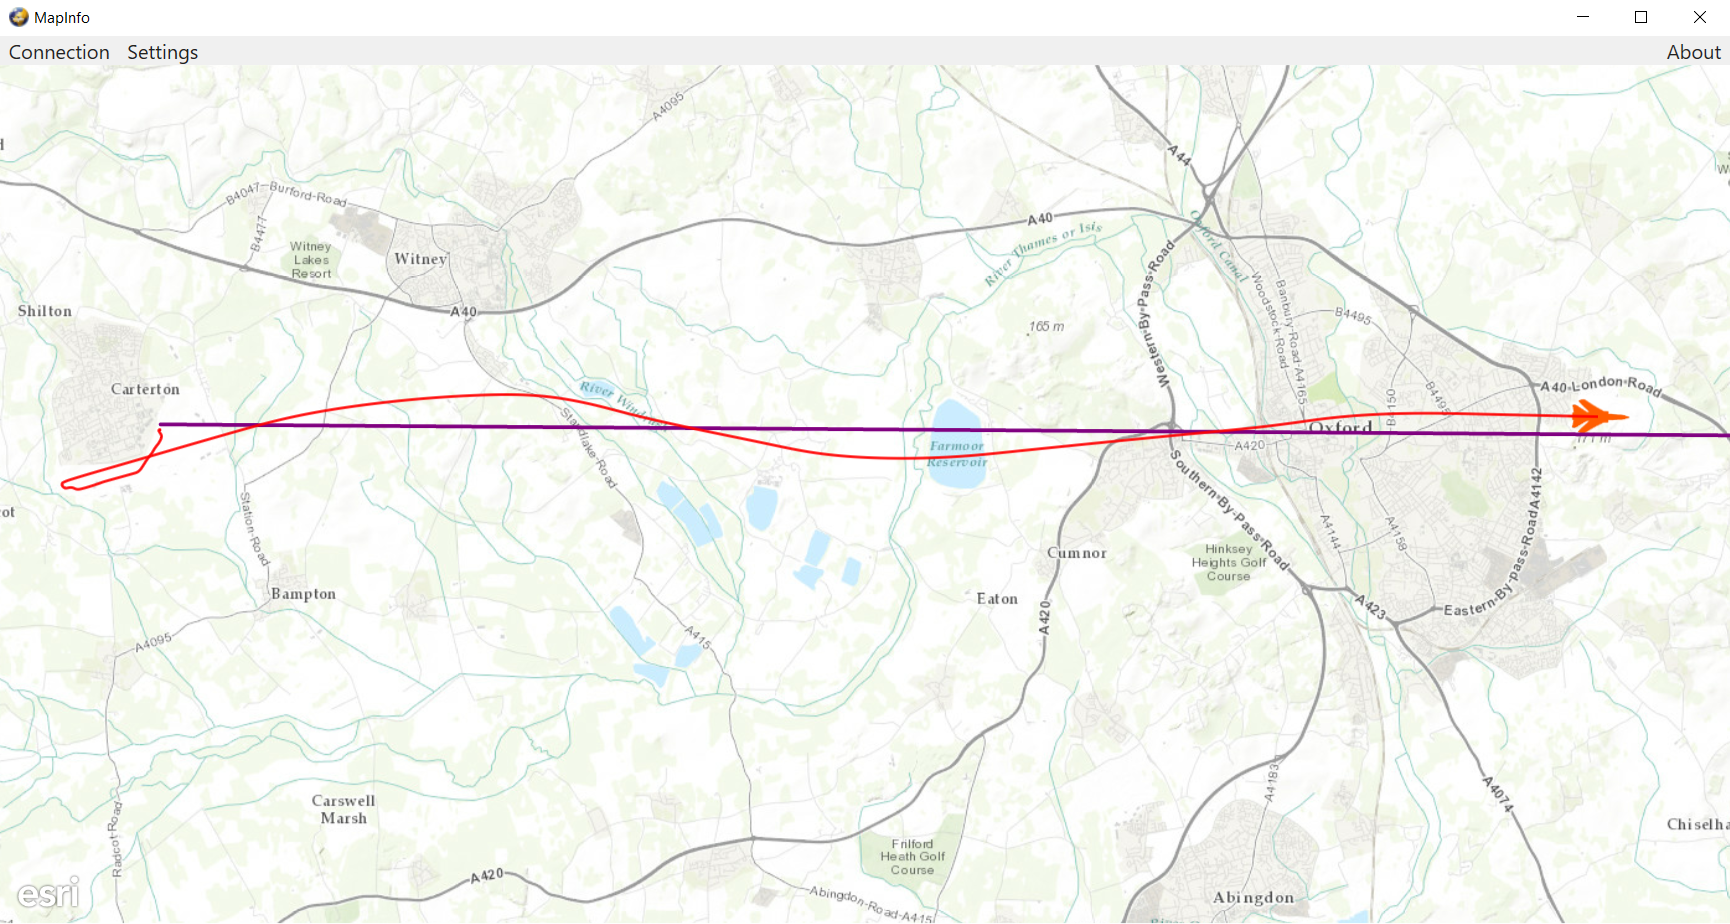 MapInfo
Connection Settings About
A4095
A44
B4047
Burford-Road
A40
River Thames or Isis
Oxford Canal
B4477
Witney
Lakes
Resort
Witney
Western-By-Pass-Road
Woodstock-Road
Banbury-Road-A4165
Shilton
A40
165 m
B4495
Carterton
River Windrush
A40-London-Road
B4495
B4150
Standlake-Road
Farmoor
Reservoir
A420
Oxford
171 m
Southern-By-Pass-Road
A4142
Station-Road
A4144
A4158
Cumnor
Hinksey
Heights Golf
Course
Eastern-By-pass-Road
Bampton
Eaton
A420
A423
A4095
A415
A4183
A4074
Carswell
Marsh
Radcot Road
Chiselha
Frilford
Heath Golf
Course
A420
esri
Abingdon-Road-A415
Abingdon